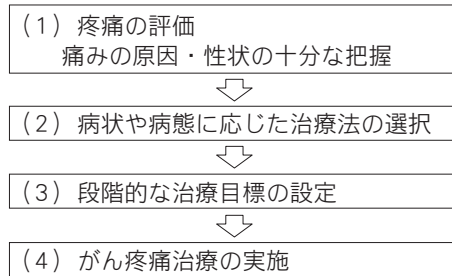 （1）疼痛の評価
痛みの原因・性状の十分な把握
（2）病状や病態に応じた治療法の選択
（3）段階的な治療目標の設定
（4）がん疼痛治療の実施